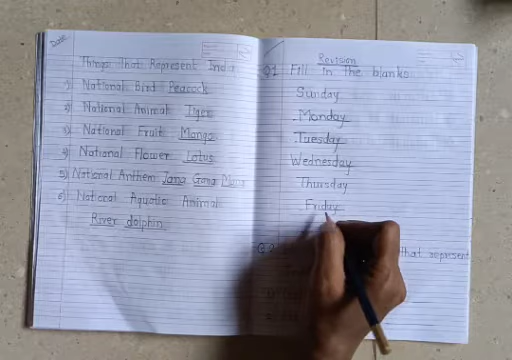 Date
Things That Represent India
1) National Bird Peacock
2) National Animal Tiger
3) National Fruit Mango
4) National Flower Lotus
5) National Anthem Jana Gana Mana
6) National Aquatic Animal
River dolphin
Revision
Q1 Fill in the blanks
Sunday
Monday
Tuesday
Wednesday
Thursday
Friday
Q2
that represent